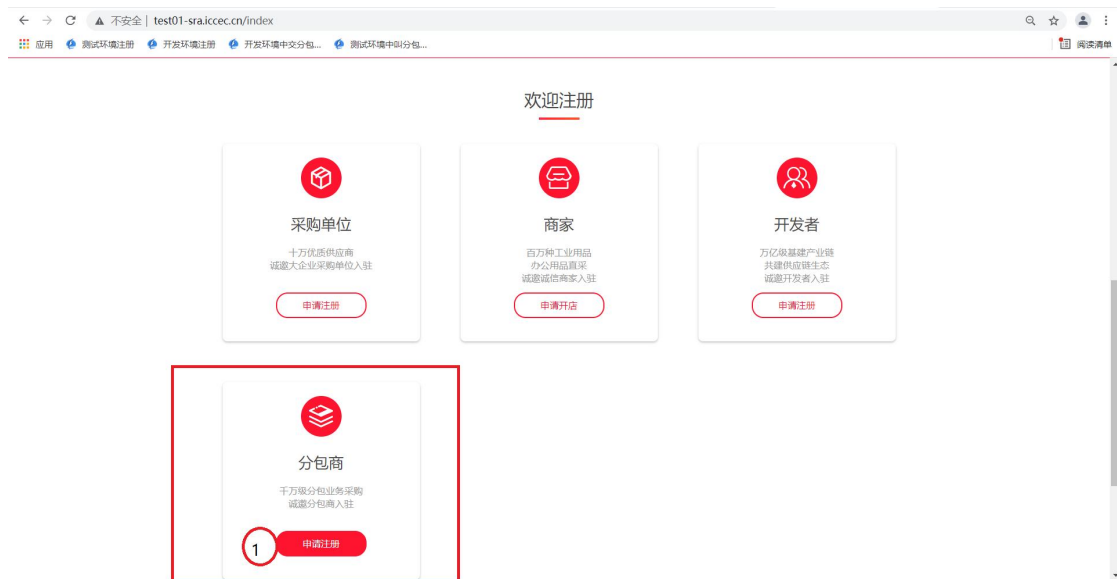 不安全 | test01-sra.iccec.cn/index
应用 测试环境注册 开发环境注册 开发环境中交分包... 测试环境中叫分包... 阅读清单
欢迎注册
采购单位
十万优质供应商
诚邀大企业采购单位入驻
申请注册
商家
百万种工业用品
办公用品直采
诚邀诚信商家入驻
申请开店
开发者
万亿级基建产业链
共建供应链生态
诚邀开发者入驻
申请注册
分包商
千万级分包业务采购
诚邀分包商入驻
1
申请注册